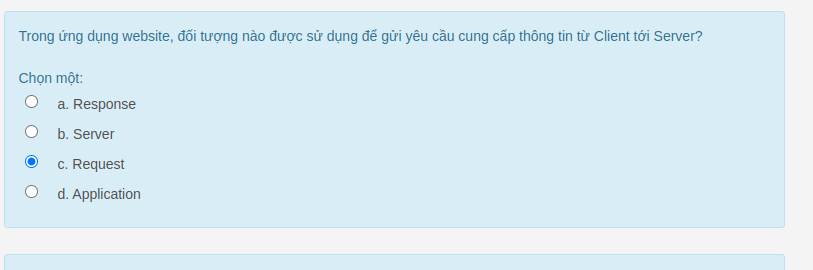 Trong ứng dụng website, đối tượng nào được sử dụng để gửi yêu cầu cung cấp thông tin từ Client tới Server?
Chọn một:
a. Response
b. Server
c. Request
d. Application